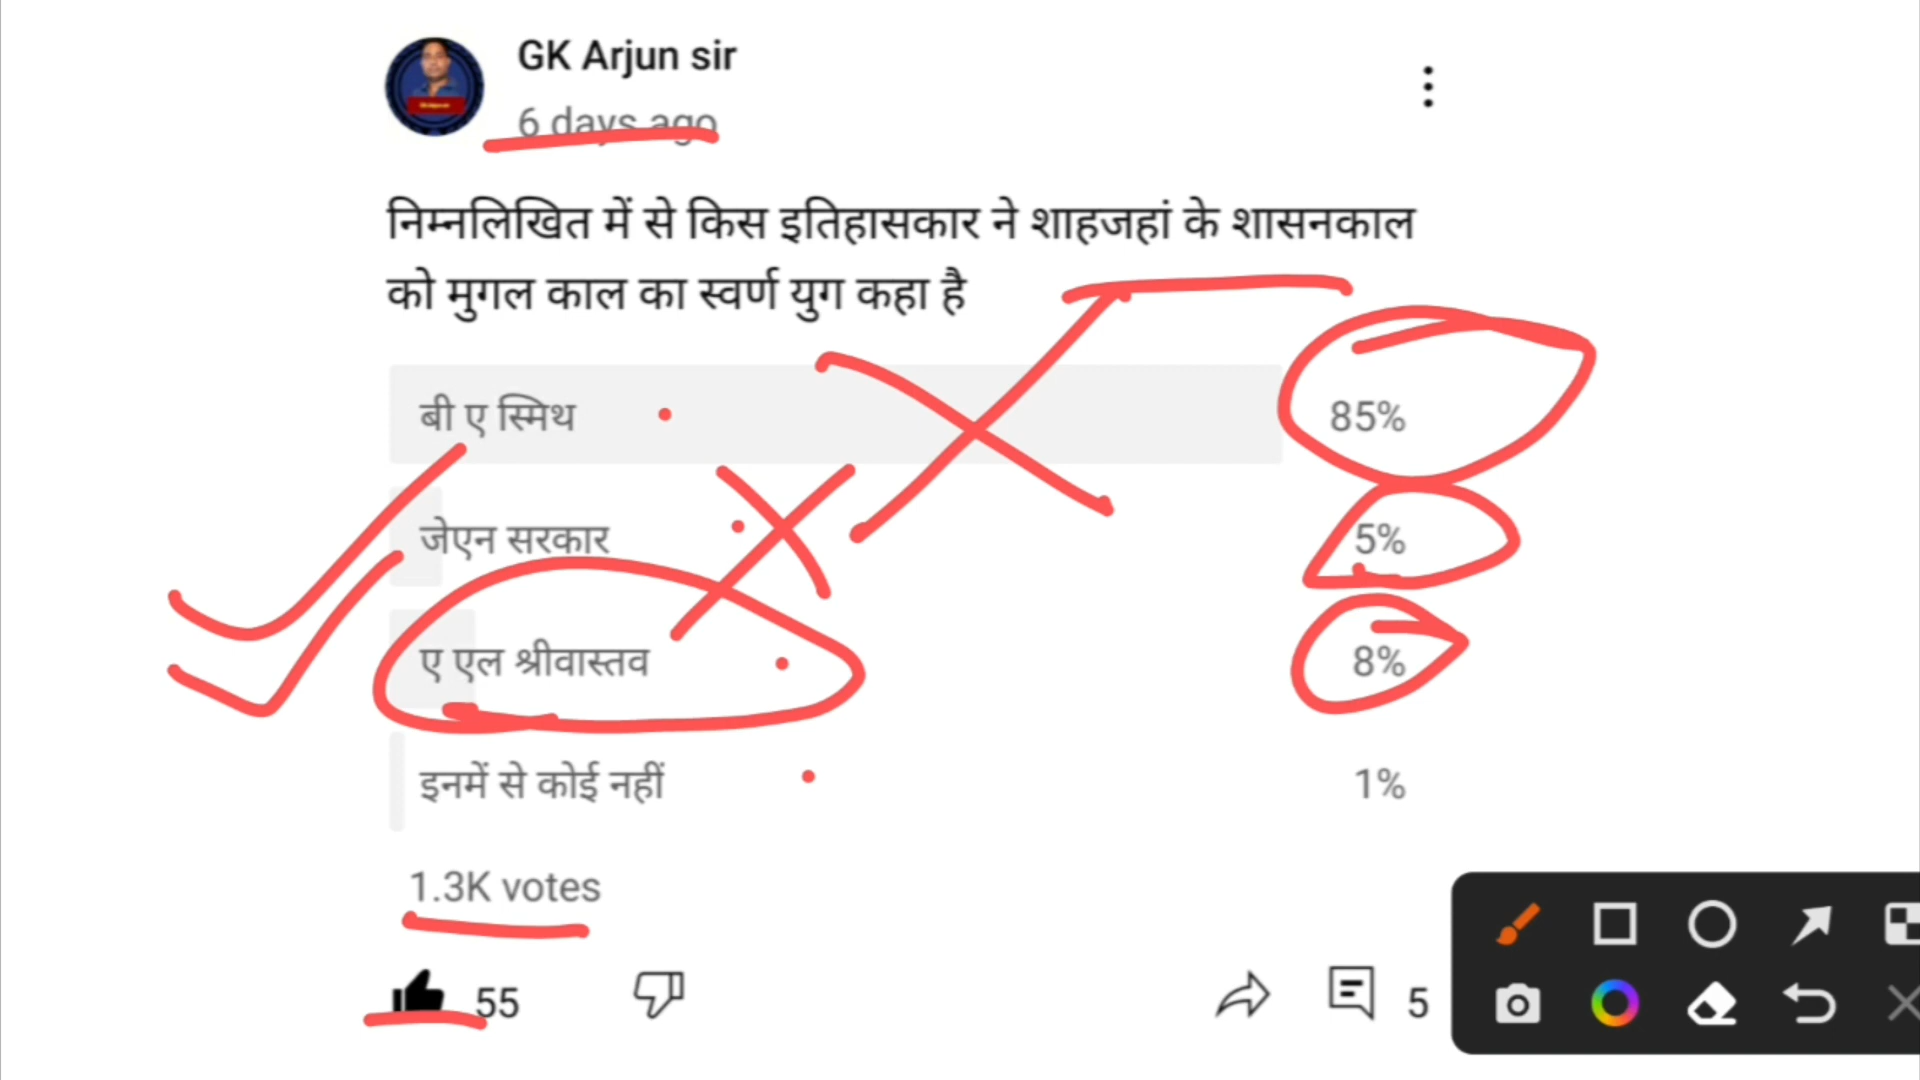 GK Arjun sir
6 days ago
निम्नलिखित में से किस इतिहासकार ने शाहजहां के शासनकाल
को मुगल काल का स्वर्ण युग कहा है
बी ए स्मिथ
85%
जेएन सरकार
5%
ए एल श्रीवास्तव
8%
इनमें से कोई नहीं
1%
1.3K votes
55
5